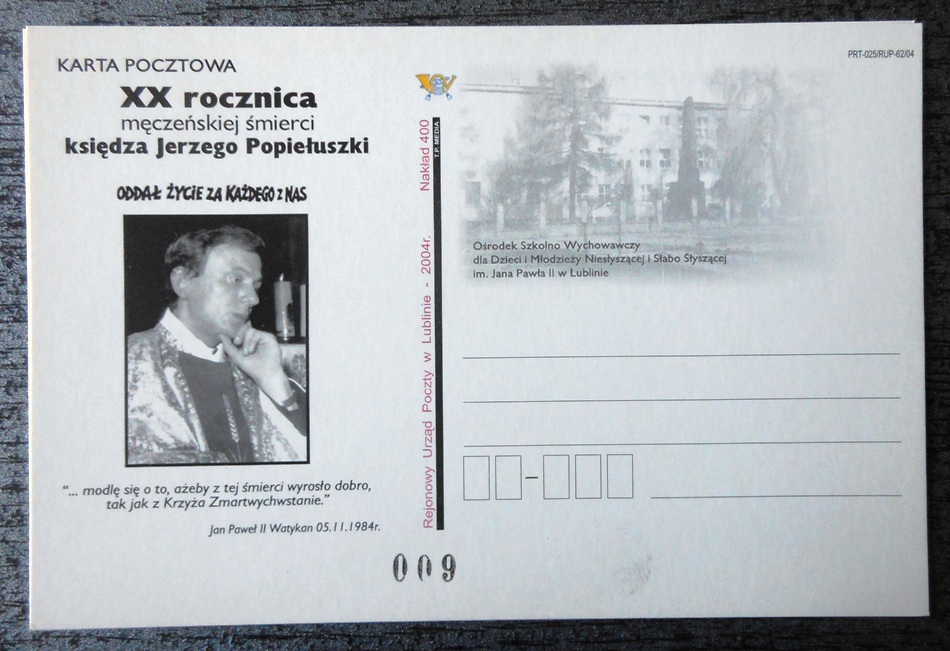 KARTA POCZTOWA
XX rocznica
męczeńskiej śmierci
księdza Jerzego Popiełuszki
ODDAŁ ŻYCIE ZA KAŻDEGO Z NAS
“... modlę się o to, ażeby z tej śmierci wyrosło dobro,
tak jak z Krzyża Zmartwychwstanie.”
Jan Paweł II Watykan 05.11.1984r.
Rejonowy Urząd Poczty w Lublinie - 2004r. Nakład 400
T.P. MEDIA
009
PRT-025/RUP-62/04
Ośrodek Szkolno Wychowawczy
dla Dzieci i Młodzieży Niesłyszącej i Słabo Słyszącej
im. Jana Pawła II w Lublinie